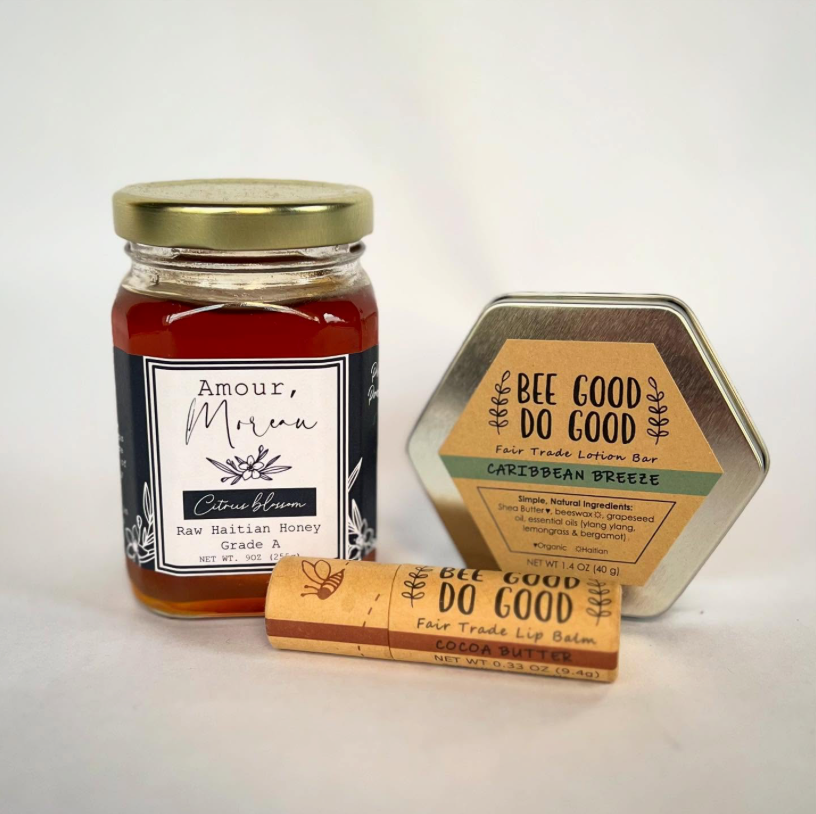 Amour,
Moreau
Citrus blossom
Raw Haitian Honey
Grade A
NET WT. 9OZ (255g)
BEE GOOD
DO GOOD
Fair Trade Lotion Bar
CARIBBEAN BREEZE
Simple, Natural Ingredients:
Shea Butter♥, beeswax⬡, grapeseed
oil, essential oils (ylang ylang,
lemongrass & bergamot)
♥Organic ⬡Haitian
NET WT 1.4 OZ (40 g)
BEE GOOD
DO GOOD
Fair Trade Lip Balm
COCOA BUTTER
NET WT 0.33 OZ (9.4g)